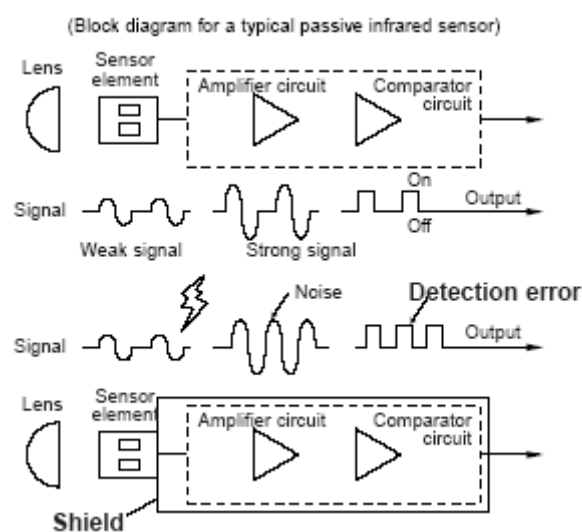 (Block diagram for a typical passive infrared sensor)
Lens
Sensor
element
Amplifier circuit
Comparator
circuit
Signal
Weak signal
Strong signal
On
Off
Output
Noise
Detection error
Signal
Output
Lens
Sensor
element
Amplifier circuit
Comparator
circuit
Shield